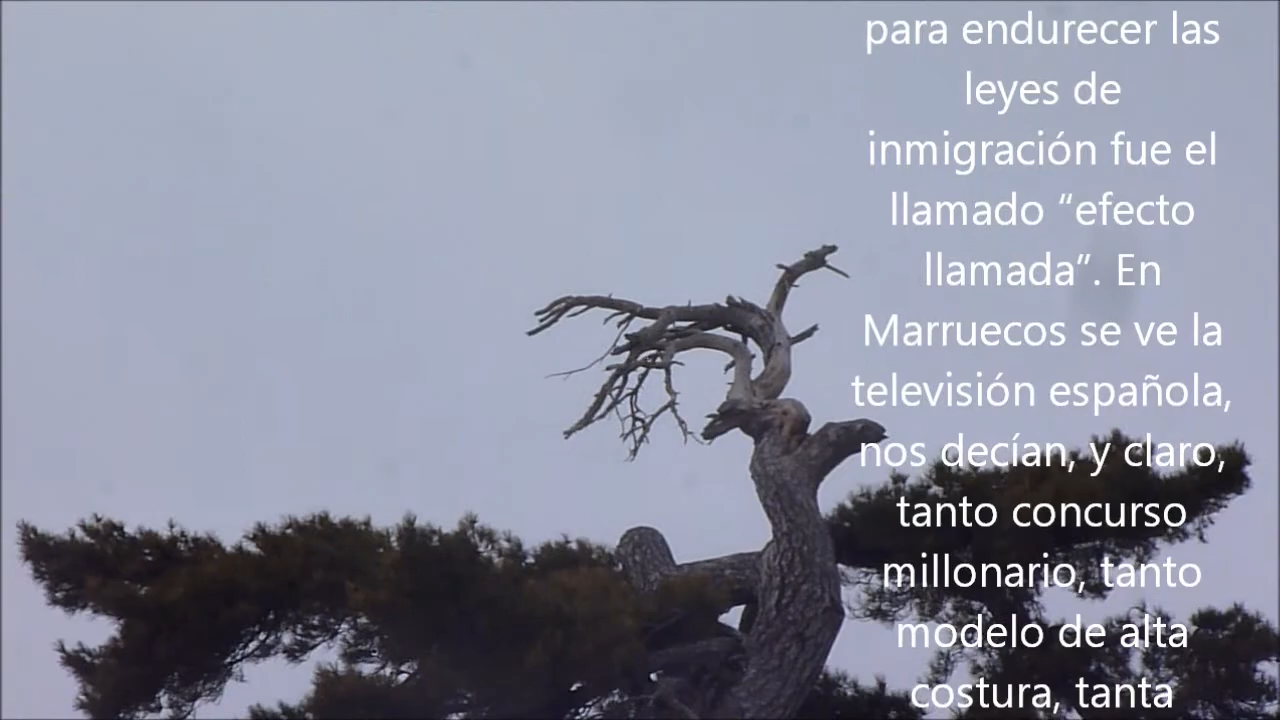 para endurecer las
leyes de
inmigración fue el
llamado “efecto
llamada”. En
Marruecos se ve la
televisión española,
nos decían, y claro,
tanto concurso
millonario, tanto
modelo de alta
costura, tanta